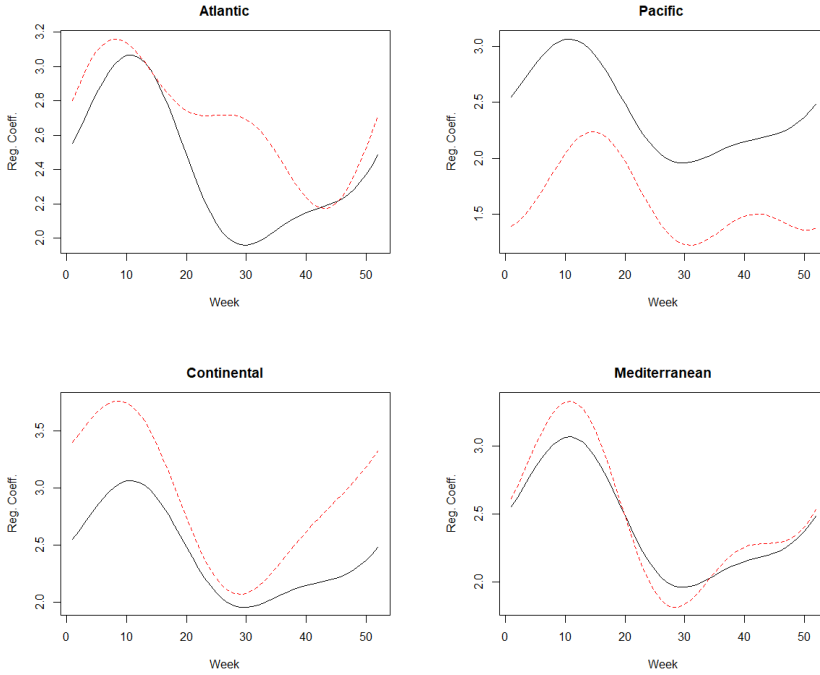 Atlantic
Reg. Coeff.
2.0 2.2 2.4 2.6 2.8 3.0 3.2
0 10 20 30 40 50
Week
Pacific
Reg. Coeff.
1.5 2.0 2.5 3.0
0 10 20 30 40 50
Week
Continental
Reg. Coeff.
2.0 2.5 3.0 3.5
0 10 20 30 40 50
Week
Mediterranean
Reg. Coeff.
2.0 2.5 3.0
0 10 20 30 40 50
Week